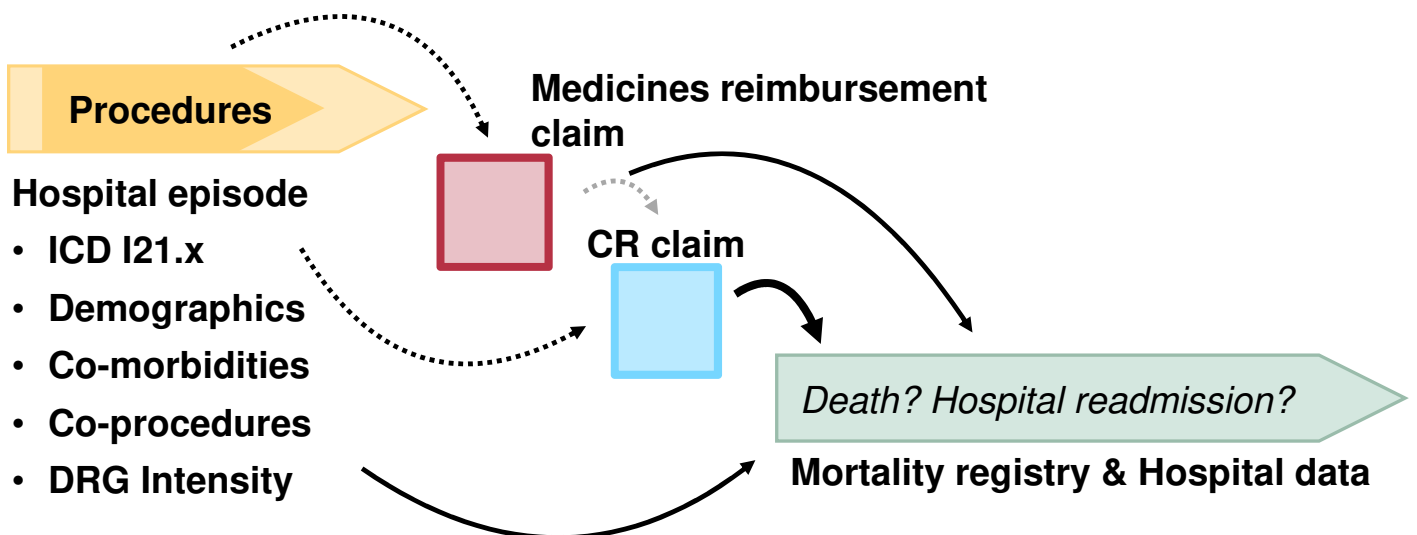 Procedures
Medicines reimbursement
claim
Hospital episode
• ICD I21.x
• Demographics
• Co-morbidities
• Co-procedures
• DRG Intensity
CR claim
Death? Hospital readmission?
Mortality registry & Hospital data